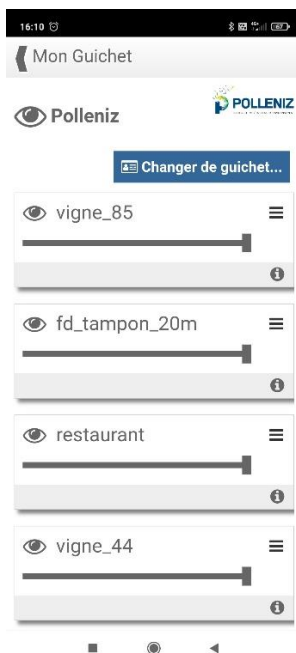 16:10
Mon Guichet
Polleniz
POLLENIZ
Changer de guichet...
vigne_85
fd_tampon_20m
restaurant
vigne_44